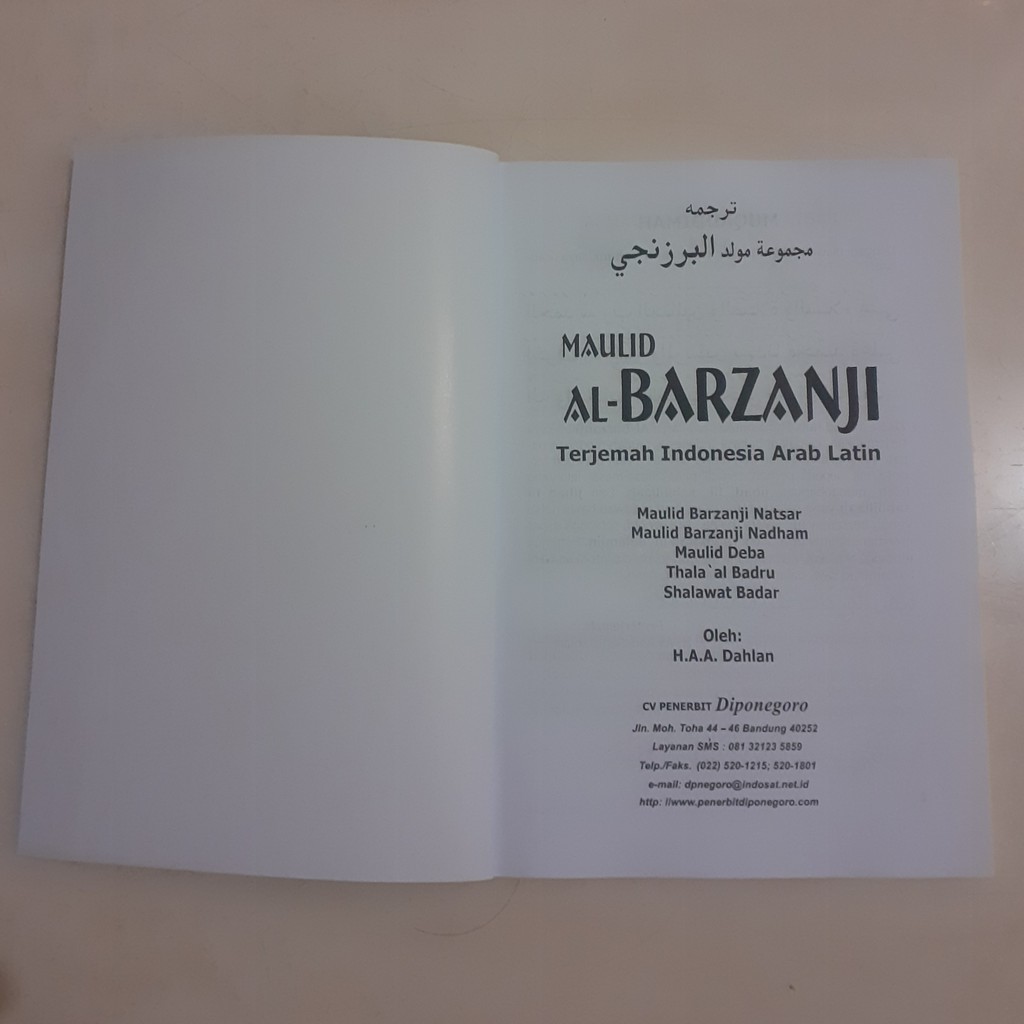 ترجمه
مجموعة مولد البرزنجي
MAULID
AL-BARZANJI
Terjemah Indonesia Arab Latin
Maulid Barzanji Natsar
Maulid Barzanji Nadham
Maulid Deba
Thala`al Badru
Shalawat Badar
Oleh:
H.A.A. Dahlan
CV PENERBIT Diponegoro
Jln. Moh. Toha 44 – 46 Bandung 40252
Layanan SMS : 081 32123 5859
Telp./Faks. (022) 520-1215; 520-1801
e-mail: dpnegoro@indosat.net.id
http: //www.penerbitdiponegoro.com